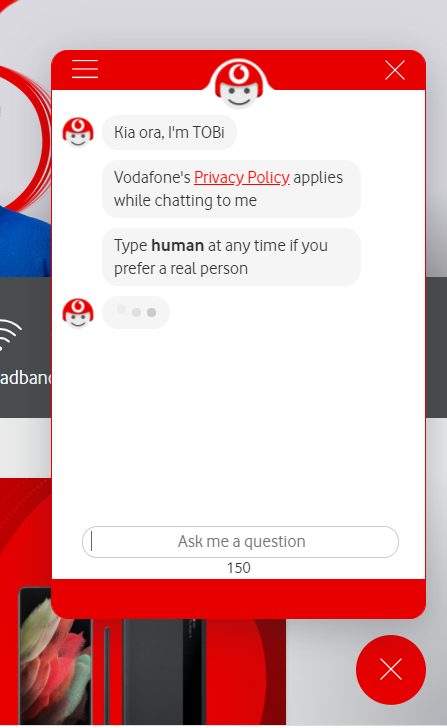 Kia ora, I'm TOBi
Vodafone's Privacy Policy applies
while chatting to me
Type human at any time if you
prefer a real person
adband
Ask me a question
150